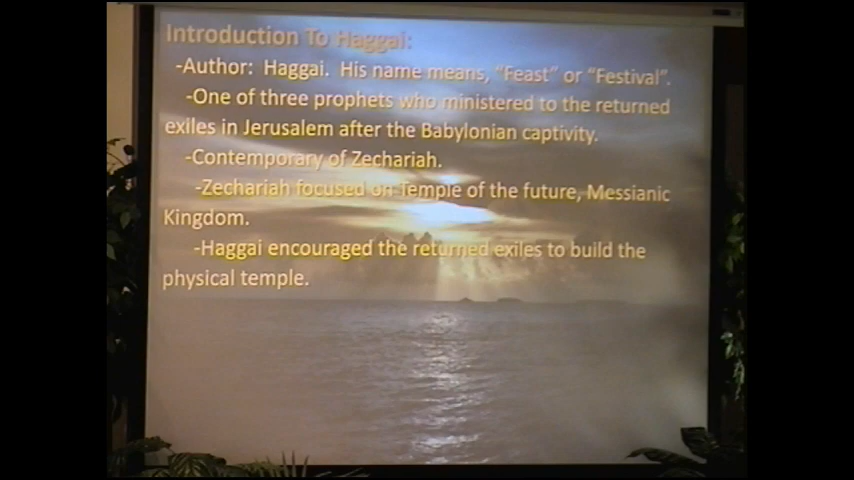 Introduction To Haggai:
-Author: Haggai. His name means, “Feast” or “Festival”.
-One of three prophets who ministered to the returned
exiles in Jerusalem after the Babylonian captivity.
-Contemporary of Zechariah.
-Zechariah focused on Temple of the future, Messianic
Kingdom.
-Haggai encouraged the returned exiles to build the
physical temple.